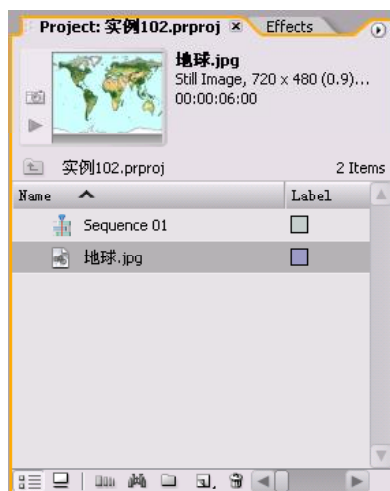 Project: 实例102.prproj × Effects
地球.jpg
Still Image, 720 x 480 (0.9)...
00:00:06:00
实例102.prproj 2 Items
Name Label
Sequence 01
地球.jpg